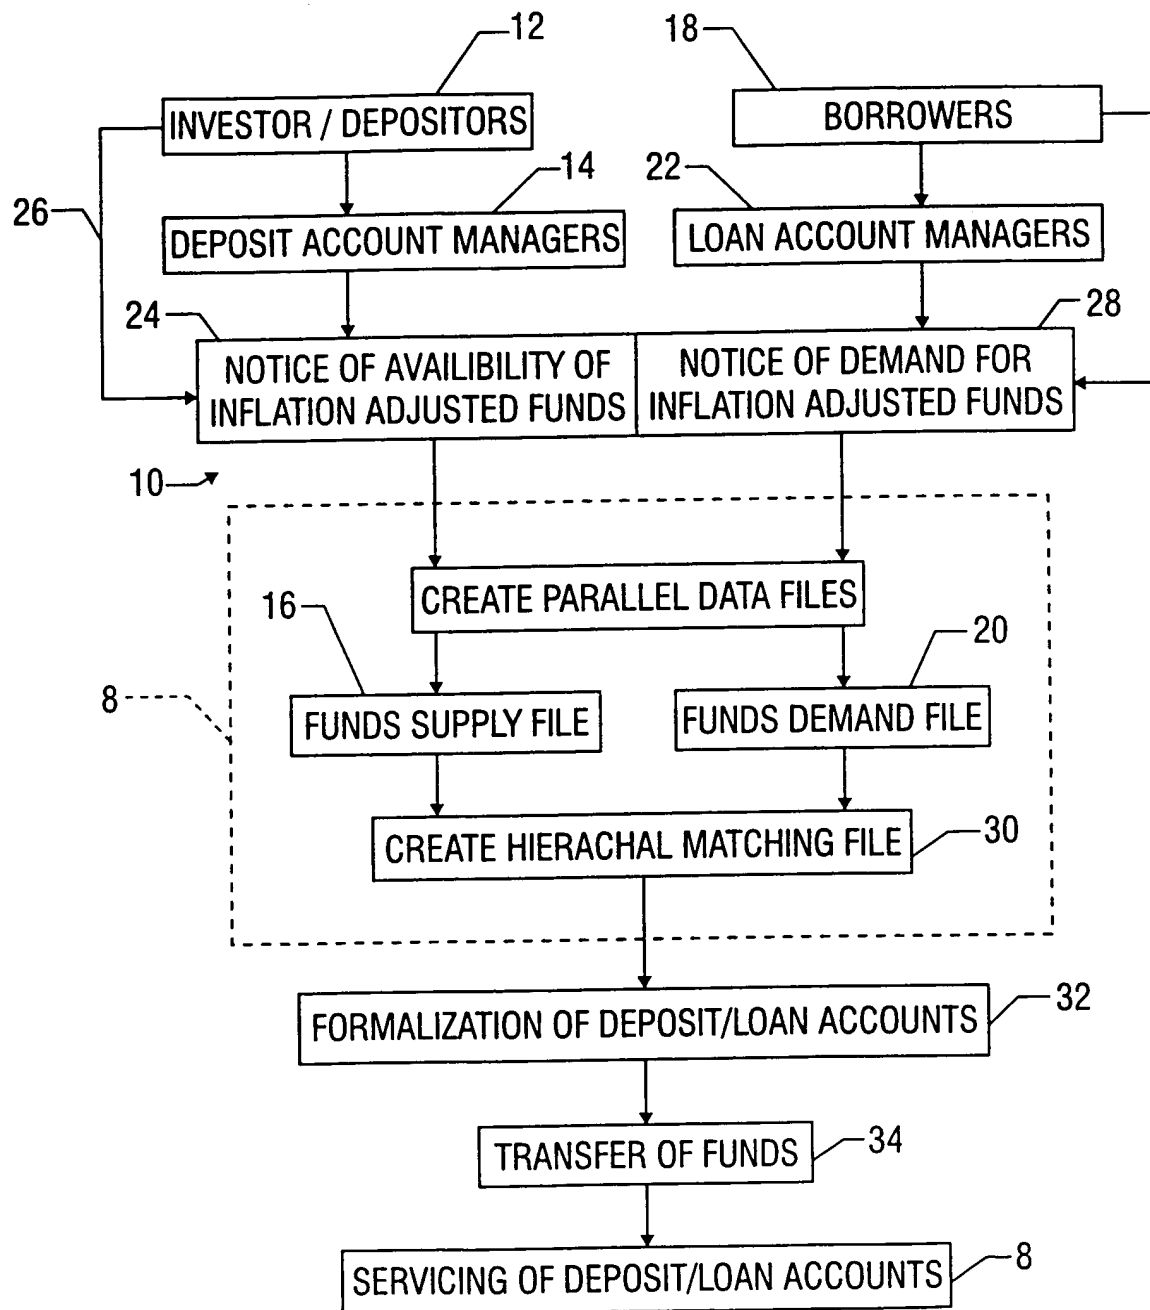 12
18
INVESTOR / DEPOSITORS
BORROWERS
26
14
22
DEPOSIT ACCOUNT MANAGERS
LOAN ACCOUNT MANAGERS
24
28
NOTICE OF AVAILIBILITY OF
INFLATION ADJUSTED FUNDS
NOTICE OF DEMAND FOR
INFLATION ADJUSTED FUNDS
10
CREATE PARALLEL DATA FILES
16
20
8
FUNDS SUPPLY FILE
FUNDS DEMAND FILE
CREATE HIERACHAL MATCHING FILE
30
FORMALIZATION OF DEPOSIT/LOAN ACCOUNTS
32
TRANSFER OF FUNDS
34
SERVICING OF DEPOSIT/LOAN ACCOUNTS
8